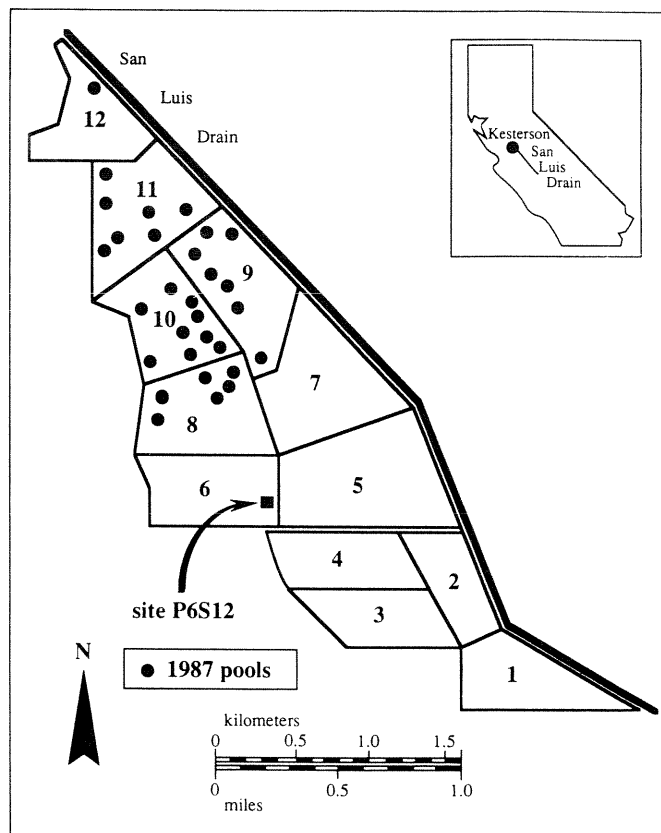 San
Luis
Drain
12
11
9
10
7
8
6
5
4
2
3
1
Kesterson
San
Luis
Drain
site P6S12
N
1987 pools
kilometers
0 0.5 1.0 1.5
0 0.5 1.0
miles